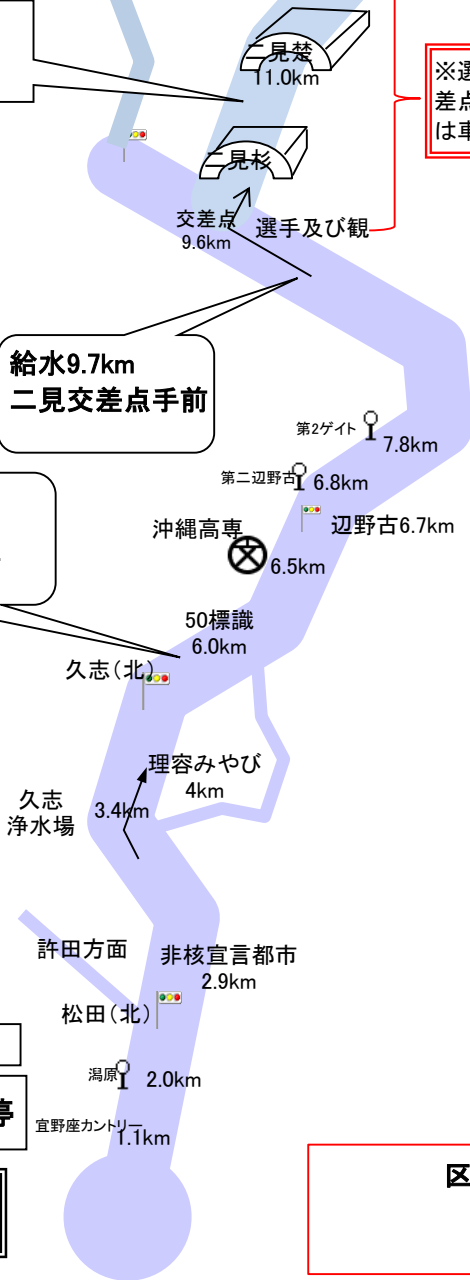 二見楚
11.0km
※選
差点
は車
二見杉
交差点
9.6km
選手及び観
給水9.7km
二見交差点手前
第2ゲイト
7.8km
第二辺野古
6.8km
辺野古6.7km
沖縄高専
6.5km
50標識
6.0km
久志(北)
理容みやび
4km
久志
浄水場
3.4km
許田方面
非核宣言都市
2.9km
松田(北)
潟原
2.0km
停
宜野座カントリー
1.1km
区